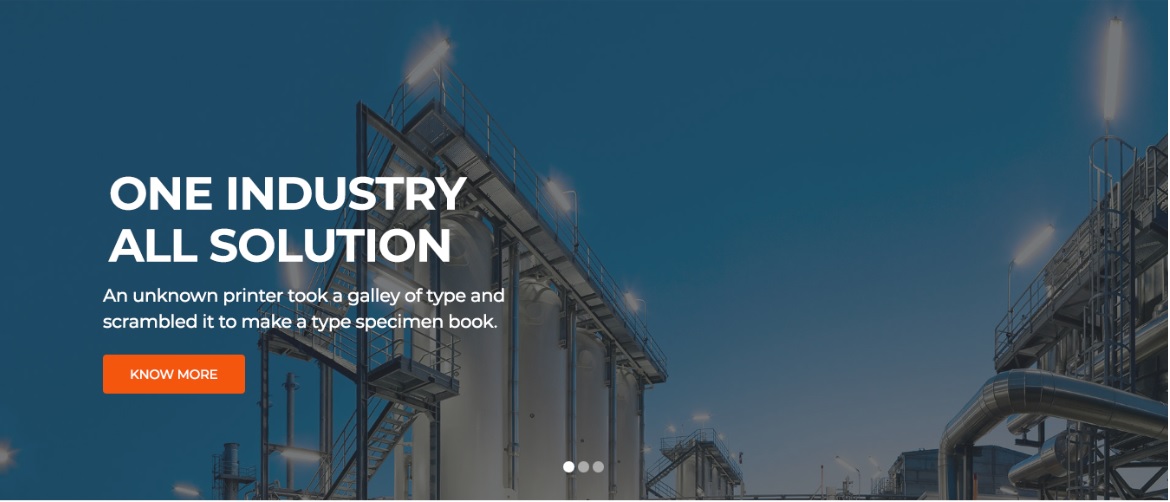 ONE INDUSTRY
ALL SOLUTION
An unknown printer took a galley of type and
scrambled it to make a type specimen book.
KNOW MORE